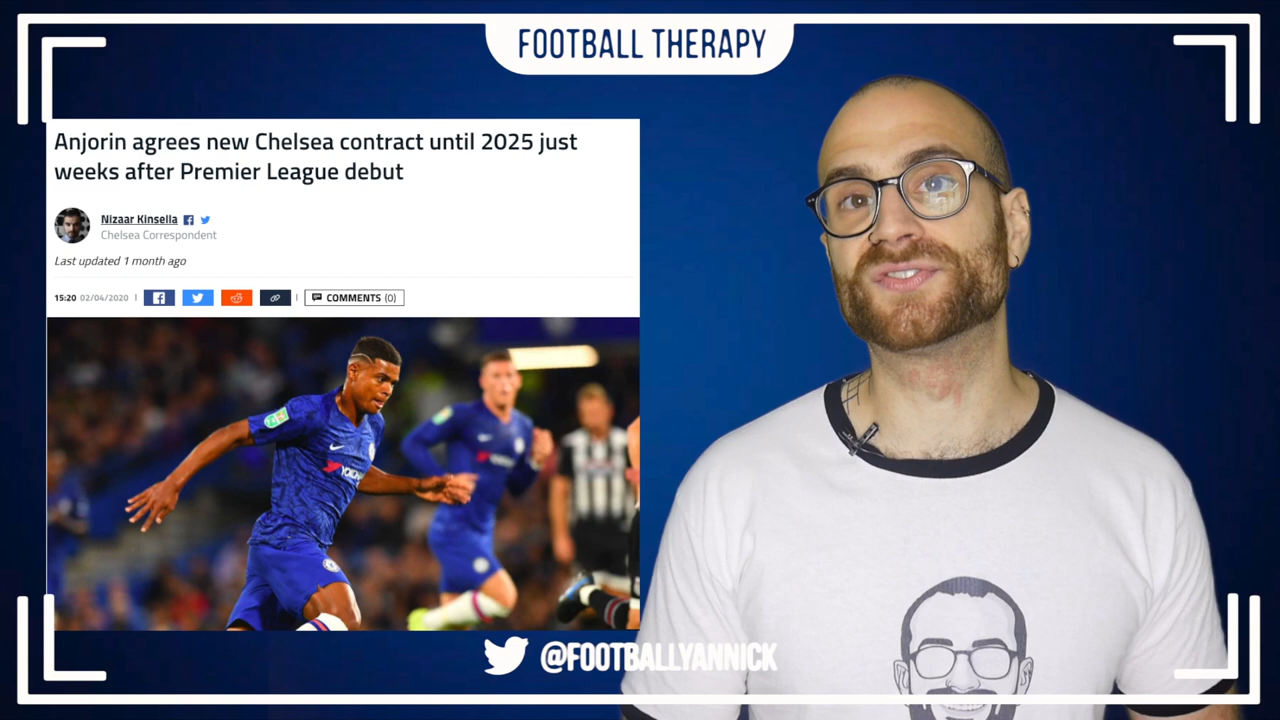 FOOTBALL THERAPY
Anjorin agrees new Chelsea contract until 2025 just
weeks after Premier League debut
Nizaar Kinsella
Chelsea Correspondent
Last updated 1 month ago
15:20 02/04/2020 | | COMMENTS (0)
YOKOHAMA
@FOOTBALLYANNICK